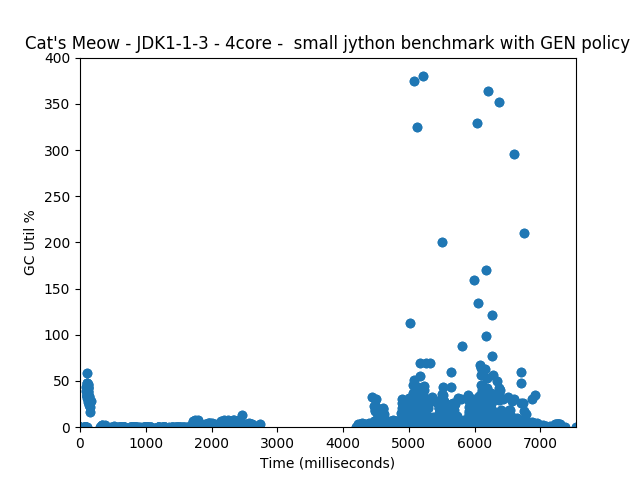 Cat's Meow - JDK1-1-3 - 4core -  small jython benchmark with GEN policy
400
350
300
250
200
150
100
50
0
GC Util %
0 1000 2000 3000 4000 5000 6000 7000
Time (milliseconds)